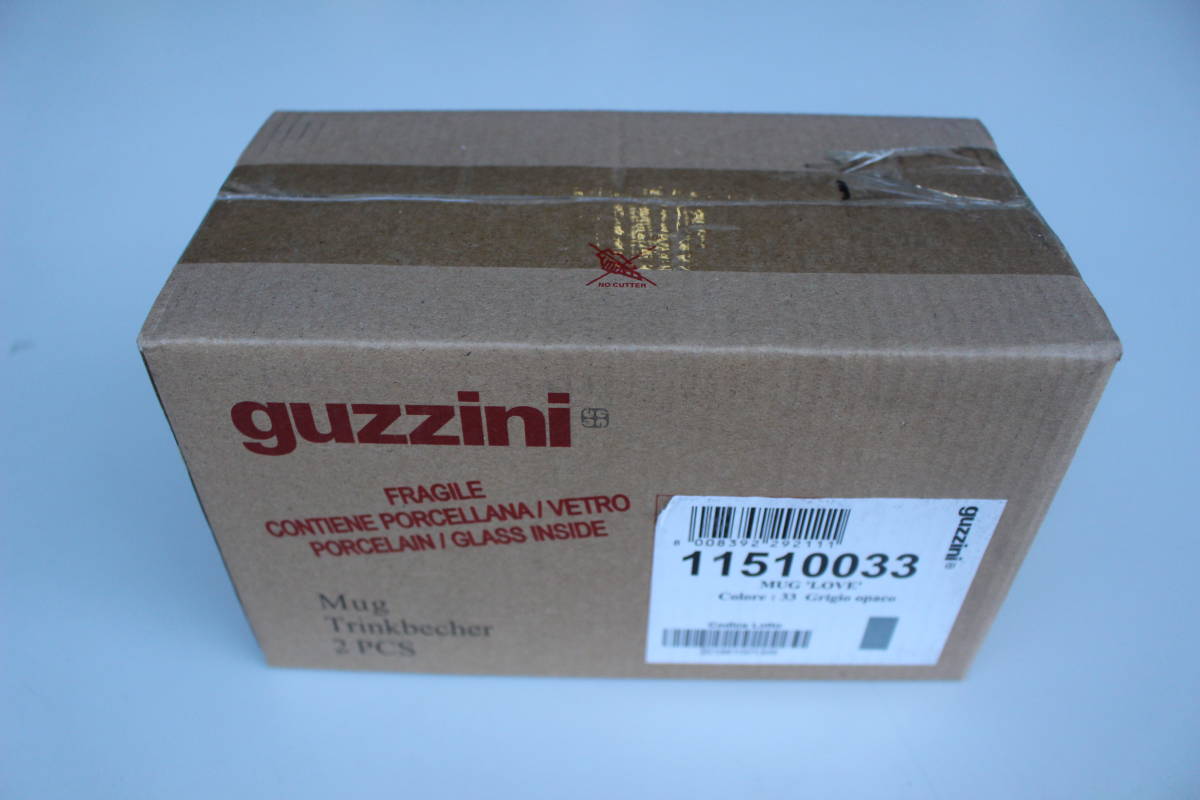 NO CUTTER
guzzini
FRAGILE
CONTIENE PORCELLANA / VETRO
PORCELAIN / GLASS INSIDE
Mug
Trinkbecher
2 PCS
8 008392 292111
11510033
MUG 'LOVE'
Colore : 33 Grigio opaco
Codice Lotto
guzzini®